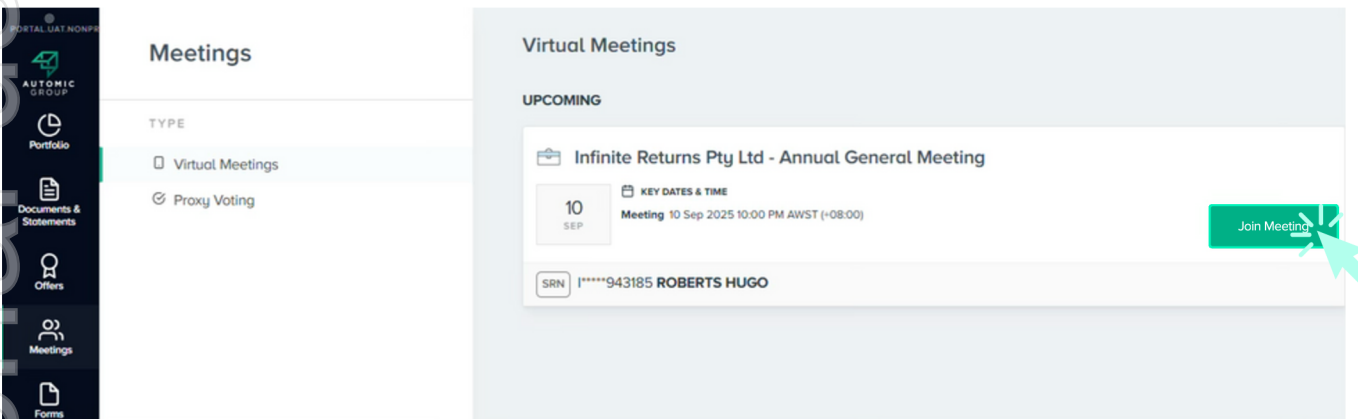 PORTAL.UAT.NONPR
AUTOMIC
GROUP
Portfolio
Documents &
Statements
Offers
Meetings
Forms
Meetings
TYPE
Virtual Meetings
Proxy Voting
Virtual Meetings
UPCOMING
Infinite Returns Pty Ltd - Annual General Meeting
10
SEP
KEY DATES & TIME
Meeting 10 Sep 2025 10:00 PM AWST (+08:00)
Join Meeting
SRN I*****943185 ROBERTS HUGO